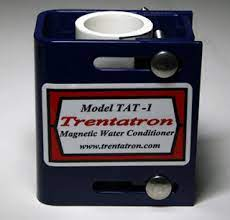 Model TAT -1
Trentatron
Magnetic Water Conditioner
www.trentatron.com